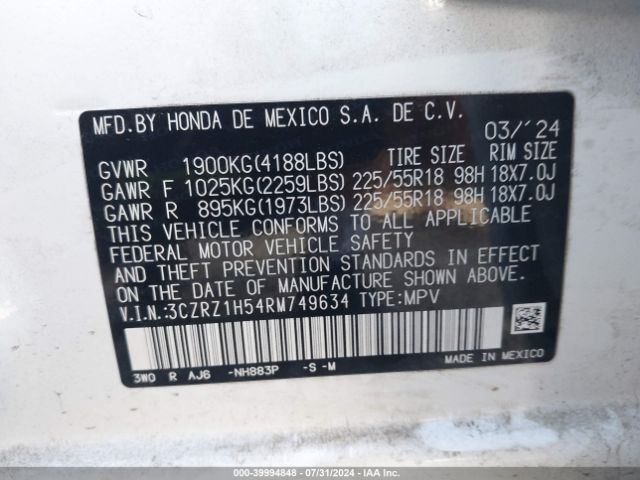 MFD.BY HONDA DE MEXICO S.A. DE C.V.
03/'24
GVWR 1900KG(4188LBS) TIRE SIZE RIM SIZE
GAWR F 1025KG(2259LBS) 225/55R18 98H 18X7.0J
GAWR R 895KG(1973LBS) 225/55R18 98H 18X7.0J
THIS VEHICLE CONFORMS TO ALL APPLICABLE
FEDERAL MOTOR VEHICLE SAFETY
AND THEFT PREVENTION STANDARDS IN EFFECT
ON THE DATE OF MANUFACTURE SHOWN ABOVE.
V.I.N.:3CZRZ1H54RM749634 TYPE:MPV
3W0 R AJ6 -NH883P -S -M
MADE IN MEXICO
000-39994848 / 07/31/2024 - IAA Inc. (C)